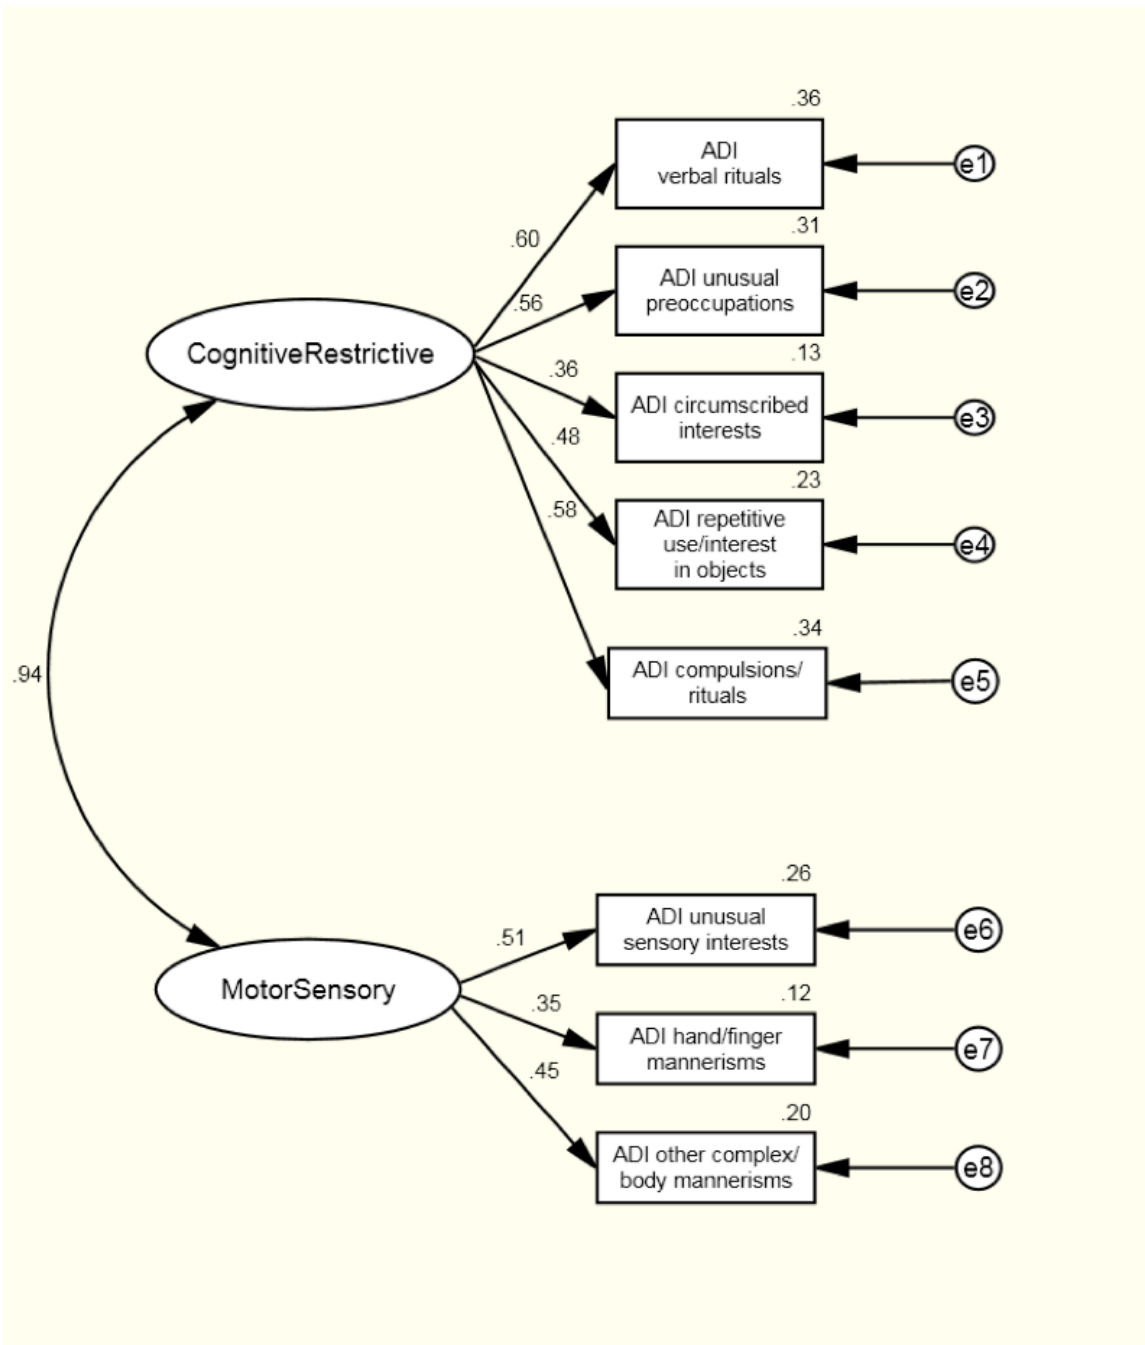 .36
ADI
verbal rituals
e1
.60
.31
ADI unusual
preoccupations
e2
.56
CognitiveRestrictive
.13
.36
ADI circumscribed
interests
e3
.48
.23
ADI repetitive
use/interest
in objects
e4
.58
.34
ADI compulsions/
rituals
e5
.94
.26
ADI unusual
sensory interests
e6
.51
MotorSensory
.12
.35
ADI hand/finger
mannerisms
e7
.45
.20
ADI other complex/
body mannerisms
e8